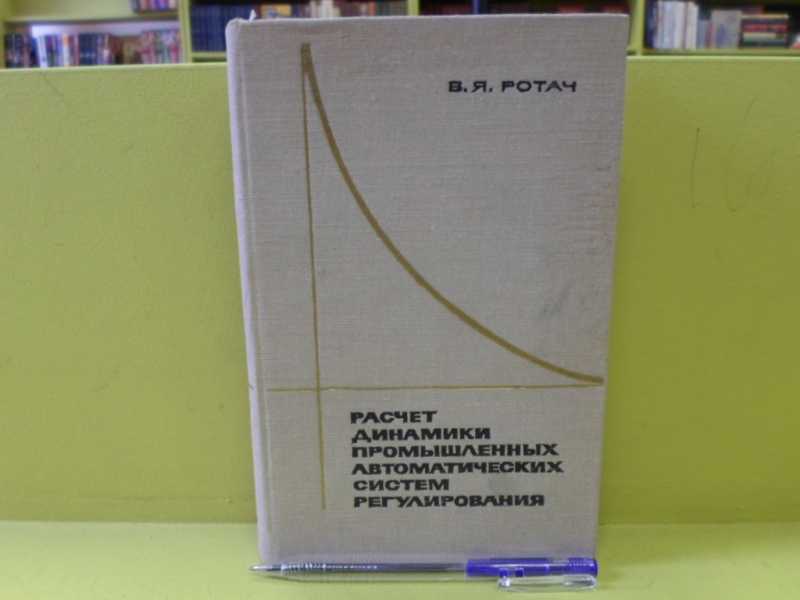 В. Я. РОТАЧ
РАСЧЕТ
ДИНАМИКИ
ПРОМЫШЛЕННЫХ
АВТОМАТИЧЕСКИХ
СИСТЕМ
РЕГУЛИРОВАНИЯ